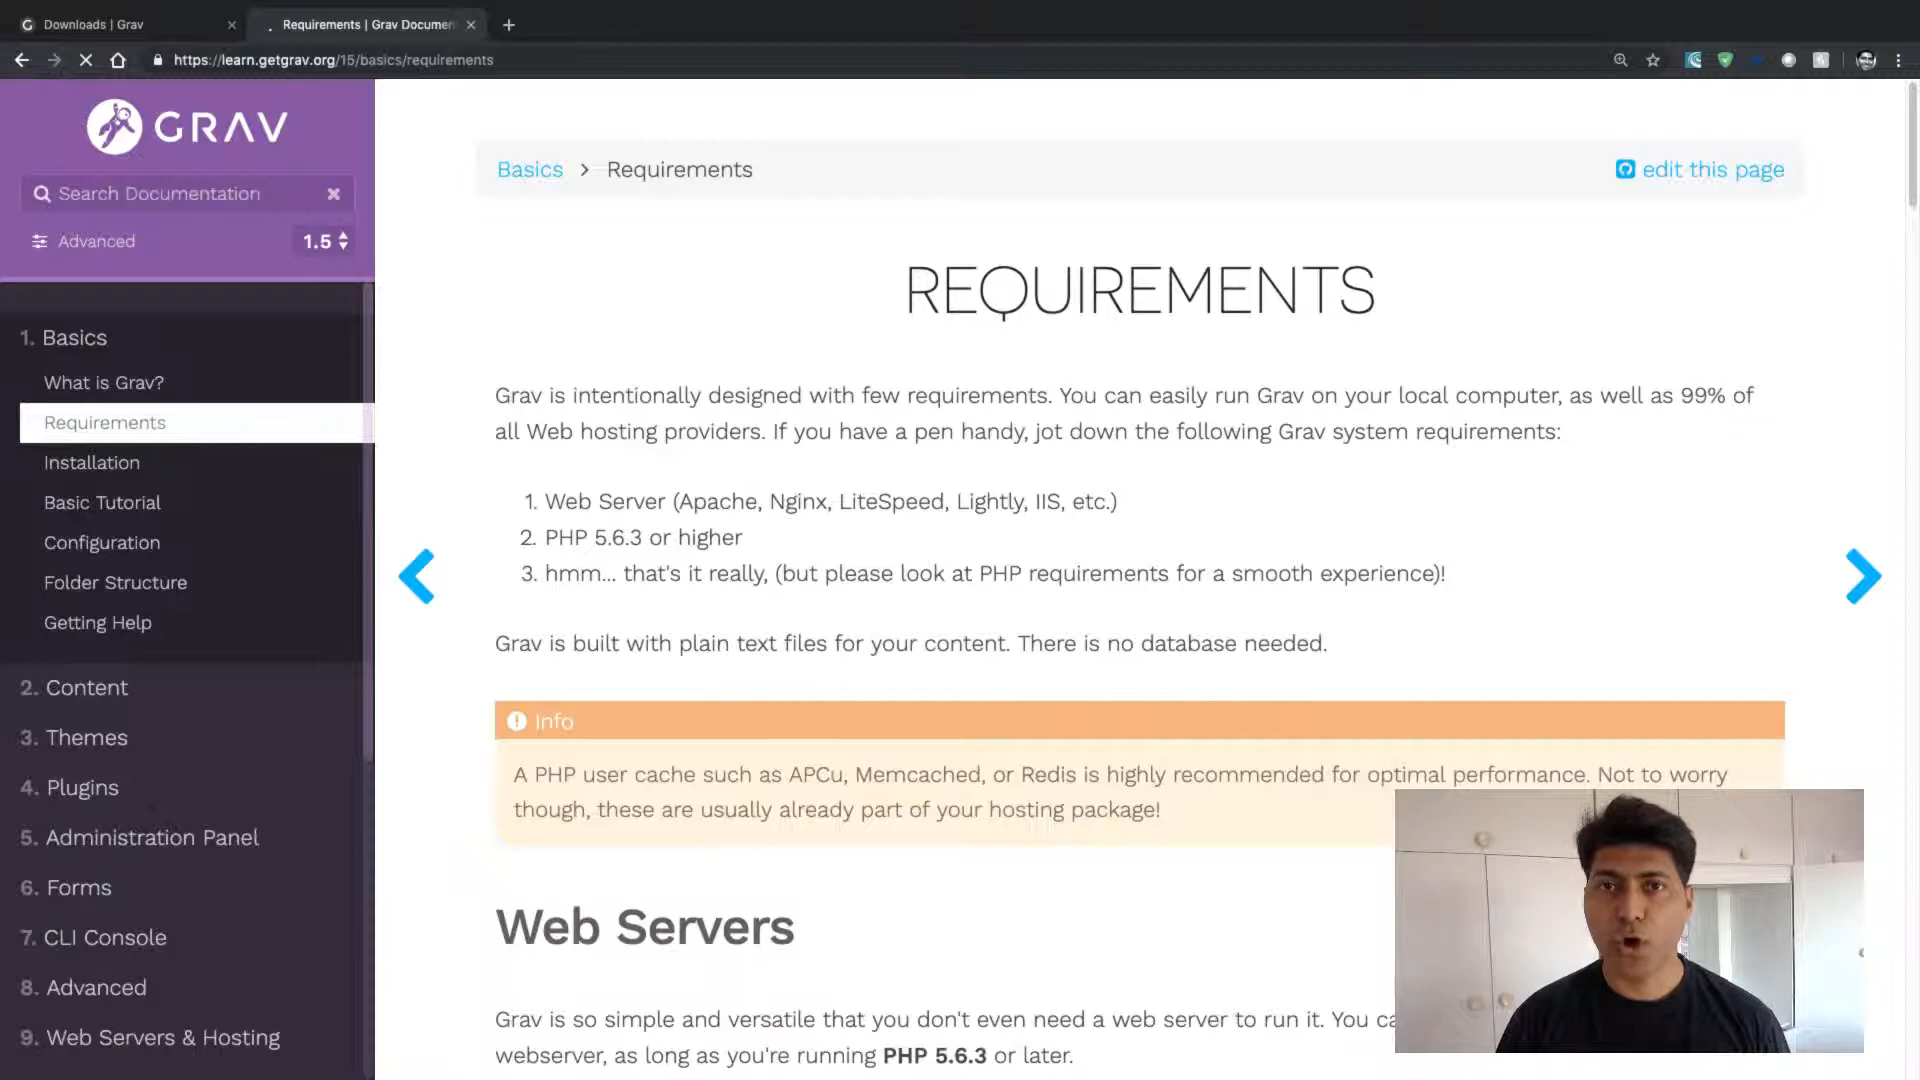 Downloads | Grav
Requirements | Grav Documen
https://learn.getgrav.org/15/basics/requirements
GRAV
Search Documentation
Advanced
1.5
1. Basics
What is Grav?
Requirements
Installation
Basic Tutorial
Configuration
Folder Structure
Getting Help
2. Content
3. Themes
4. Plugins
5. Administration Panel
6. Forms
7. CLI Console
8. Advanced
9. Web Servers & Hosting
Basics > Requirements
edit this page
REQUIREMENTS
Grav is intentionally designed with few requirements. You can easily run Grav on your local computer, as well as 99% of
all Web hosting providers. If you have a pen handy, jot down the following Grav system requirements:
1. Web Server (Apache, Nginx, LiteSpeed, Lightly, IIS, etc.)
2. PHP 5.6.3 or higher
3. hmm... that's it really, (but please look at PHP requirements for a smooth experience)!
Grav is built with plain text files for your content. There is no database needed.
Info
A PHP user cache such as APCu, Memcached, or Redis is highly recommended for optimal performance. Not to worry
though, these are usually already part of your hosting package!
Web Servers
Grav is so simple and versatile that you don't even need a web server to run it. You ca
webserver, as long as you're running PHP 5.6.3 or later.